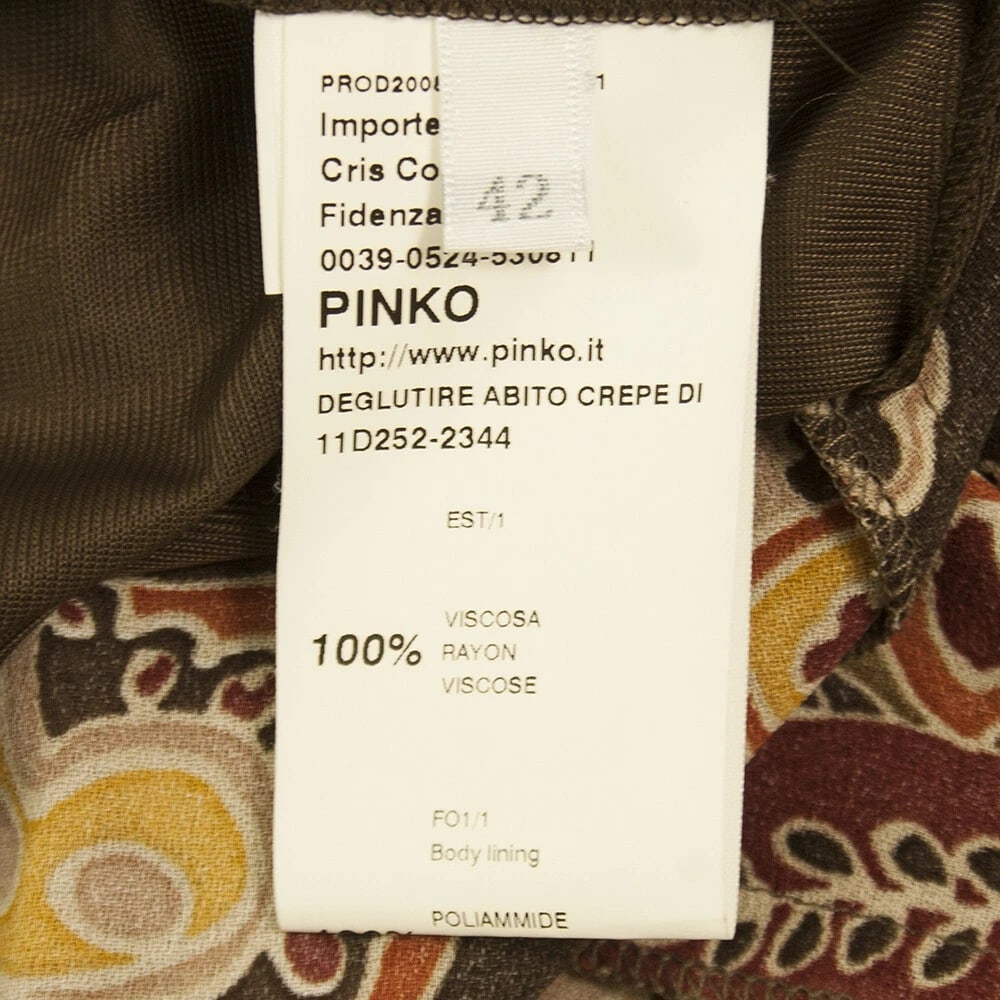 PROD2008 1
Importe
Cris Co
Fidenza
42
0039-0524-530811
PINKO
http://www.pinko.it
DEGLUTIRE ABITO CREPE DI
11D252-2344
EST/1
VISCOSA
100% RAYON
VISCOSE
FO1/1
Body lining
POLIAMMIDE